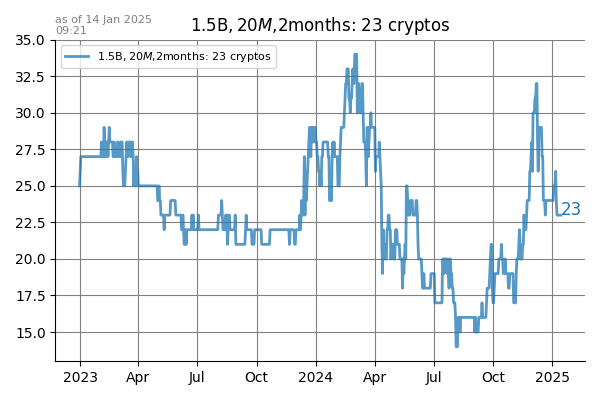 as of 14 Jan 2025
09:21
1.5B, 20M,2months: 23 cryptos
1.5B, 20M,2months: 23 cryptos
35.0
32.5
30.0
27.5
25.0
22.5
20.0
17.5
15.0
23
2023 Apr Jul Oct 2024 Apr Jul Oct 2025